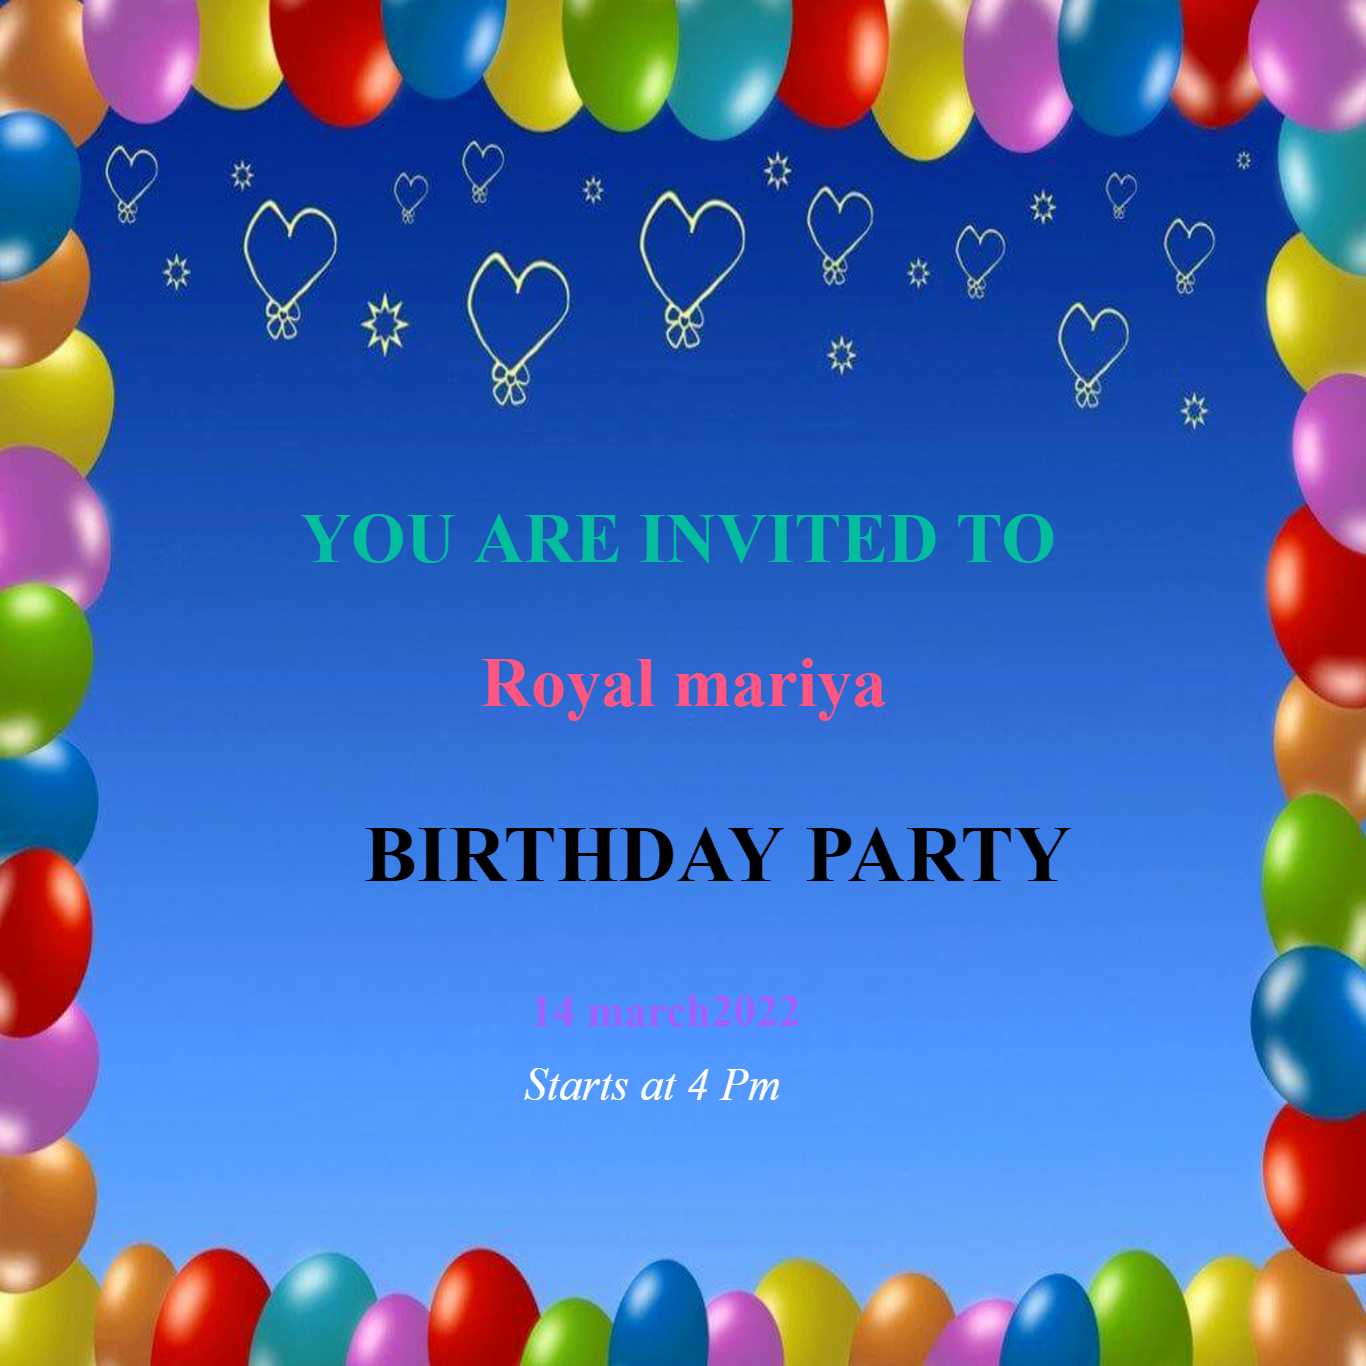 YOU ARE INVITED TO
Royal mariya
BIRTHDAY PARTY
14 march2022
Starts at 4 Pm